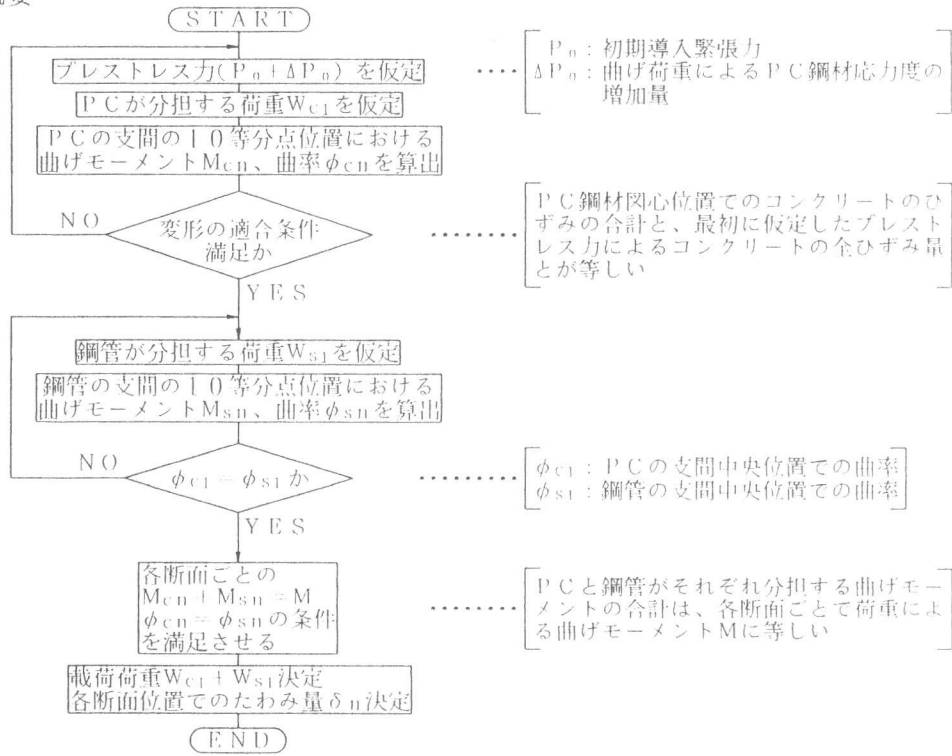 START
プレストレス力(P₀+ΔP₀)を仮定
PCが分担する荷重Wc1を仮定
PCの支間の10等分点位置における
曲げモーメントMcn、曲率φcnを算出
P₀：初期導入緊張力
ΔP₀：曲げ荷重によるPC鋼材応力度の
増加量
NO
変形の適合条件
満足か
YES
PC鋼材図心位置でのコンクリートのひ
ずみの合計と、最初に仮定したプレスト
レス力によるコンクリートの全ひずみ量
とが等しい
鋼管が分担する荷重Ws1を仮定
鋼管の支間の10等分点位置における
曲げモーメントMsn、曲率φsnを算出
NO
φc1=φs1か
YES
φc1：PCの支間中央位置での曲率
φs1：鋼管の支間中央位置での曲率
各断面ごとの
Mcn+Msn=M
φcn=φsnの条件
を満足させる
PCと鋼管がそれぞれ分担する曲げモー
メントの合計は、各断面ごとで荷重によ
る曲げモーメントMに等しい
載荷荷重Wc1+Ws1決定
各断面位置でのたわみ量δn決定
END